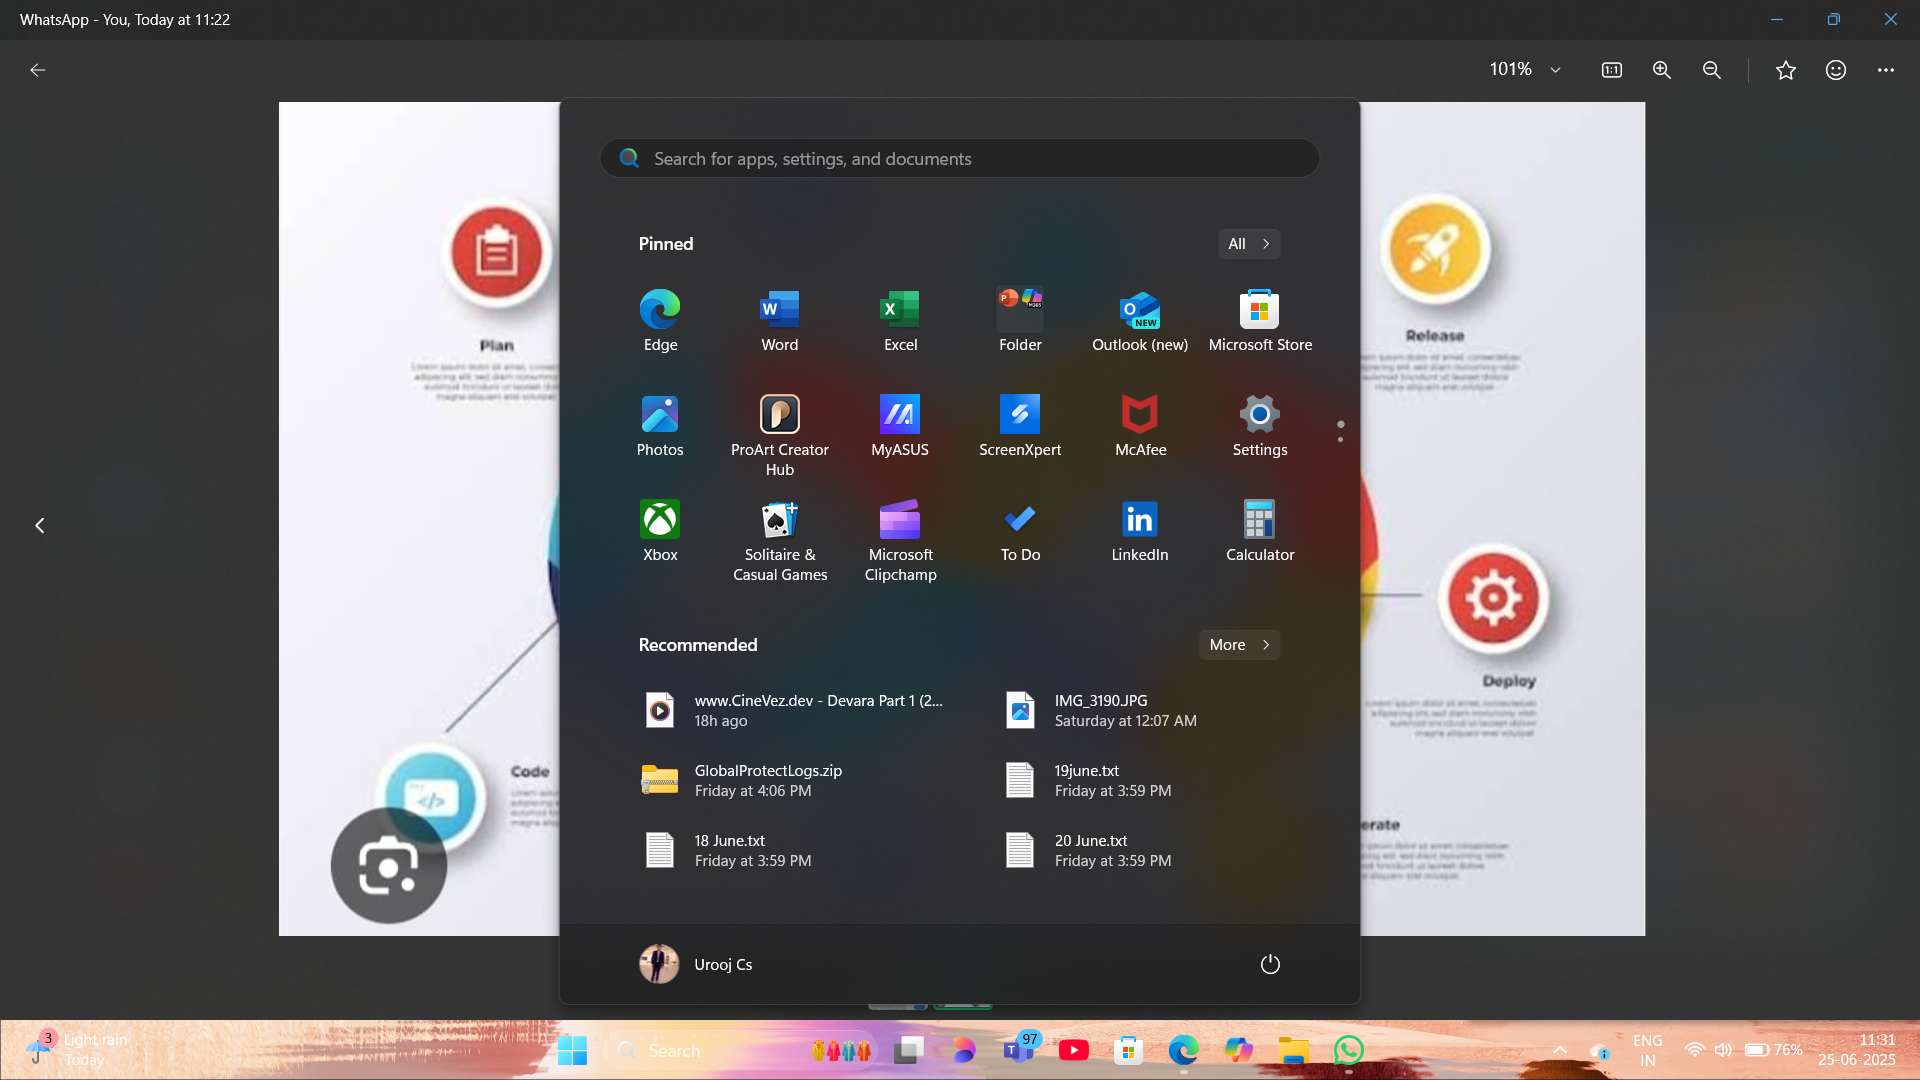 WhatsApp - You, Today at 11:22
101%
Search for apps, settings, and documents
Pinned
All
Edge
Word
Excel
Folder
Outlook (new)
Microsoft Store
Photos
ProArt Creator
Hub
MyASUS
ScreenXpert
McAfee
Settings
Xbox
Solitaire &
Casual Games
Microsoft
Clipchamp
To Do
LinkedIn
Calculator
Recommended
More
www.CineVez.dev - Devara Part 1 (2...
18h ago
IMG_3190.JPG
Saturday at 12:07 AM
GlobalProtectLogs.zip
Friday at 4:06 PM
19june.txt
Friday at 3:59 PM
18 June.txt
Friday at 3:59 PM
20 June.txt
Friday at 3:59 PM
Urooj Cs
Plan
Code
Release
Deploy
erate
3
Light rain
Today
Search
97
ENG
IN
76%
11:31
25-06-2025